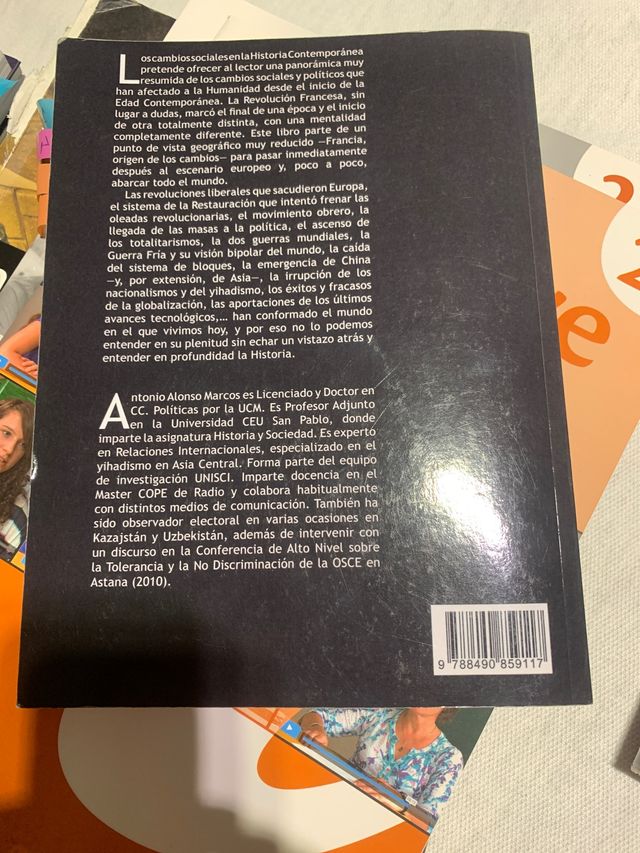 Los cambios sociales en la Historia Contemporánea
pretende ofrecer al lector una panorámica muy
resumida de los cambios sociales y políticos que
han afectado a la Humanidad desde el inicio de la
Edad Contemporánea. La Revolución Francesa, sin
lugar a dudas, marcó el final de una época y el inicio
de otra totalmente distinta, con una mentalidad
completamente diferente. Este libro parte de un
punto de vista geográfico muy reducido —Francia,
origen de los cambios— para pasar inmediatamente
después al escenario europeo y, poco a poco,
abarcar todo el mundo.
Las revoluciones liberales que sacudieron Europa,
el sistema de la Restauración que intentó frenar las
oleadas revolucionarias, el movimiento obrero, la
llegada de las masas a la política, el ascenso de
los totalitarismos, la dos guerras mundiales, la
Guerra Fría y su visión bipolar del mundo, la caída
del sistema de bloques, la emergencia de China
—y, por extensión, de Asia—, la irrupción de los
nacionalismos y del yihadismo, los éxitos y fracasos
de la globalización, las aportaciones de los últimos
avances tecnológicos,... han conformado el mundo
en el que vivimos hoy, y por eso no lo podemos
entender en su plenitud sin echar un vistazo atrás y
entender en profundidad la Historia.
Antonio Alonso Marcos es Licenciado y Doctor en
CC. Políticas por la UCM. Es Profesor Adjunto
en la Universidad CEU San Pablo, donde
imparte la asignatura Historia y Sociedad. Es experto
en Relaciones Internacionales, especializado en el
yihadismo en Asia Central. Forma parte del equipo
de investigación UNISCI. Imparte docencia en el
Master COPE de Radio y colabora habitualmente
con distintos medios de comunicación. También ha
sido observador electoral en varias ocasiones en
Kazajstán y Uzbekistán, además de intervenir con
un discurso en la Conferencia de Alto Nivel sobre
la Tolerancia y la No Discriminación de la OSCE en
Astana (2010).
9 788490 859117
2